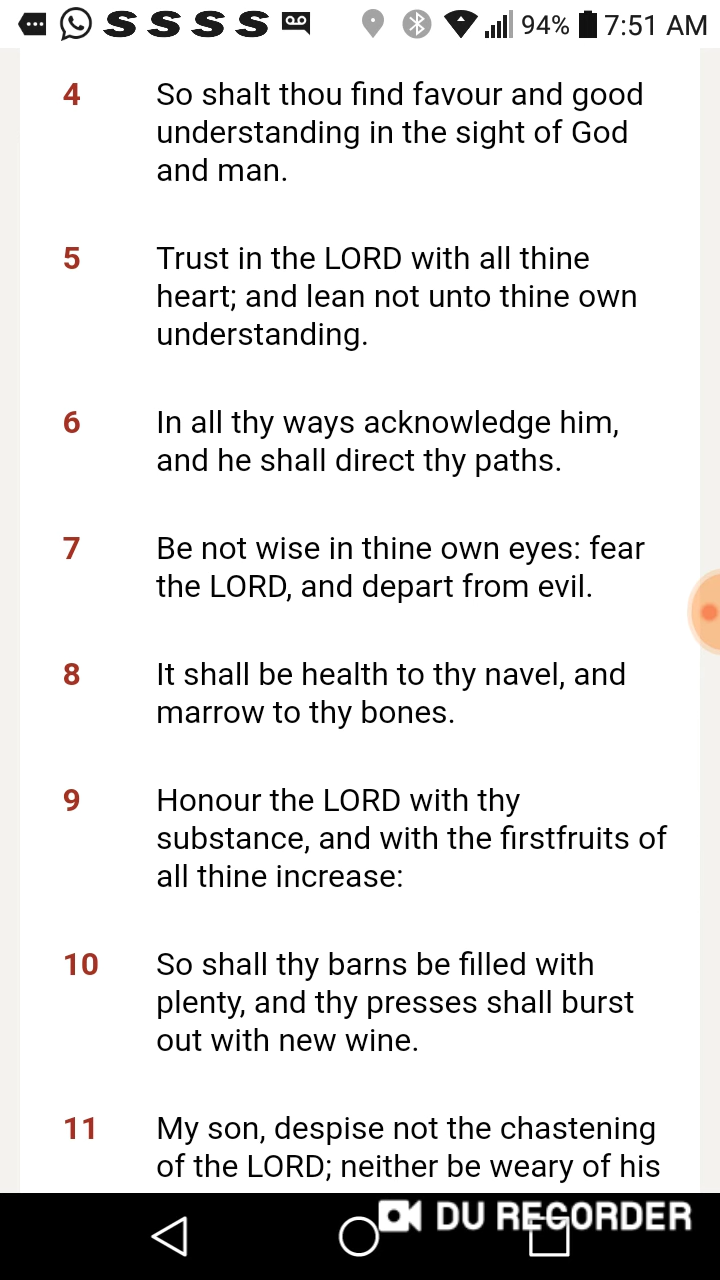 94% 7:51 AM
4 So shalt thou find favour and good
understanding in the sight of God
and man.
5 Trust in the LORD with all thine
heart; and lean not unto thine own
understanding.
6 In all thy ways acknowledge him,
and he shall direct thy paths.
7 Be not wise in thine own eyes: fear
the LORD, and depart from evil.
8 It shall be health to thy navel, and
marrow to thy bones.
9 Honour the LORD with thy
substance, and with the firstfruits of
all thine increase:
10 So shall thy barns be filled with
plenty, and thy presses shall burst
out with new wine.
11 My son, despise not the chastening
of the LORD; neither be weary of his
DU RECORDER